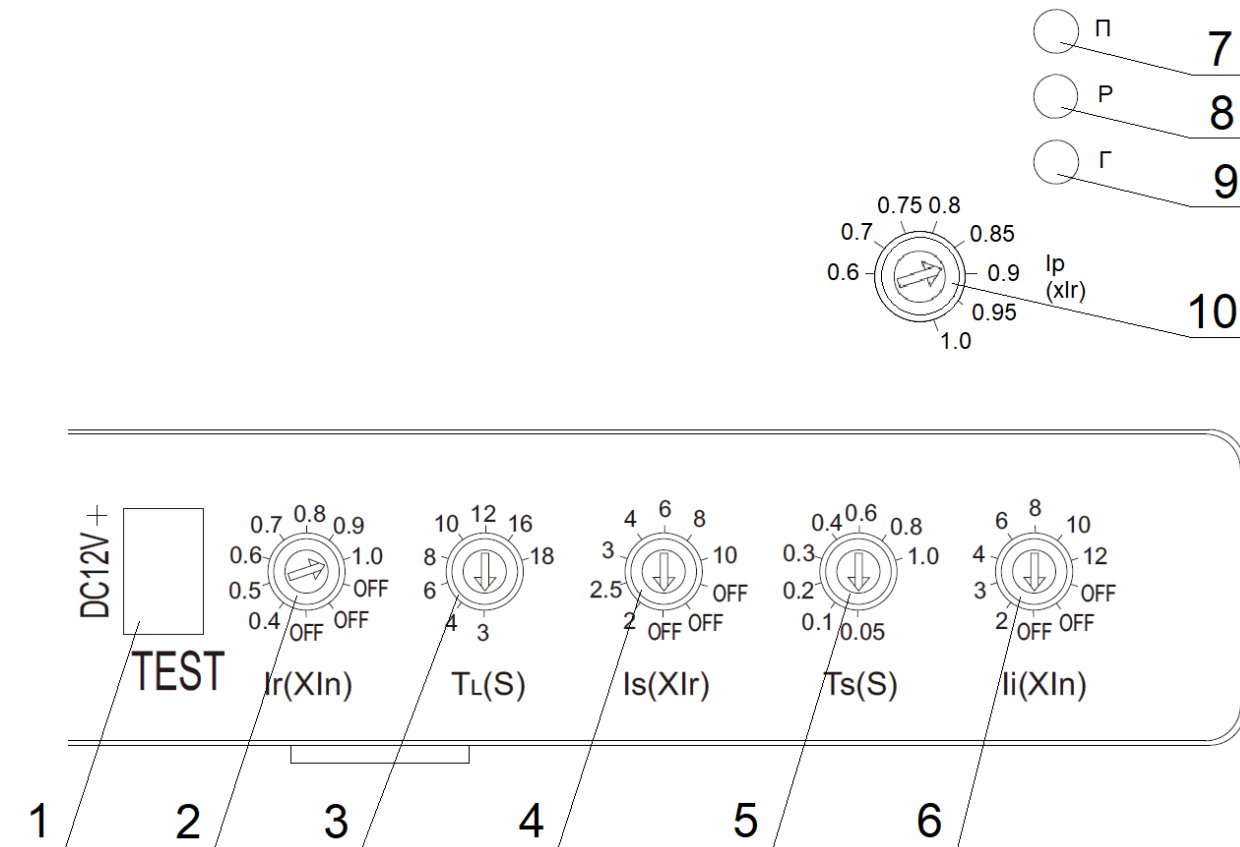 П 7
Р 8
Г 9
0.75 0.8
0.7 0.85
0.6 0.9 Ip
(xIr)
0.95 10
1.0
DC12V +
TEST
0.8
0.7 0.9
0.6 1.0
0.5 OFF
0.4 OFF OFF
Ir(XIn)
12
10 16
8 18
6
4 3
TL(S)
6
4 8
3 10
2.5 OFF
2 OFF OFF
Is(XIr)
0.6
0.4 0.8
0.3 1.0
0.2
0.1 0.05
Ts(S)
8
6 10
4 12
3 OFF
2 OFF OFF
Ii(XIn)
1 2 3 4 5 6